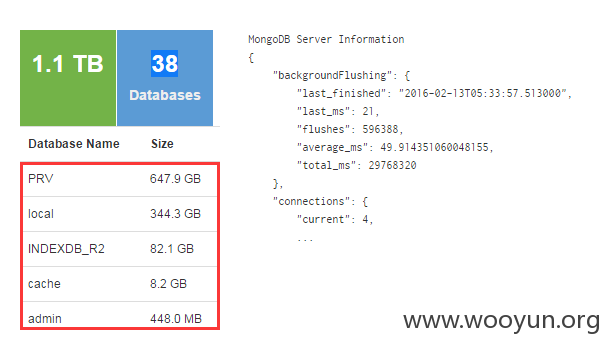 1.1 TB
38
Databases
Database Name Size
PRV 647.9 GB
local 344.3 GB
INDEXDB_R2 82.1 GB
cache 8.2 GB
admin 448.0 MB
MongoDB Server Information
{
"backgroundFlushing": {
"last_finished": "2016-02-13T05:33:57.513000",
"last_ms": 21,
"flushes": 596388,
"average_ms": 49.914351060048155,
"total_ms": 29768320
},
"connections": {
"current": 4,
...
www.wooyun.org